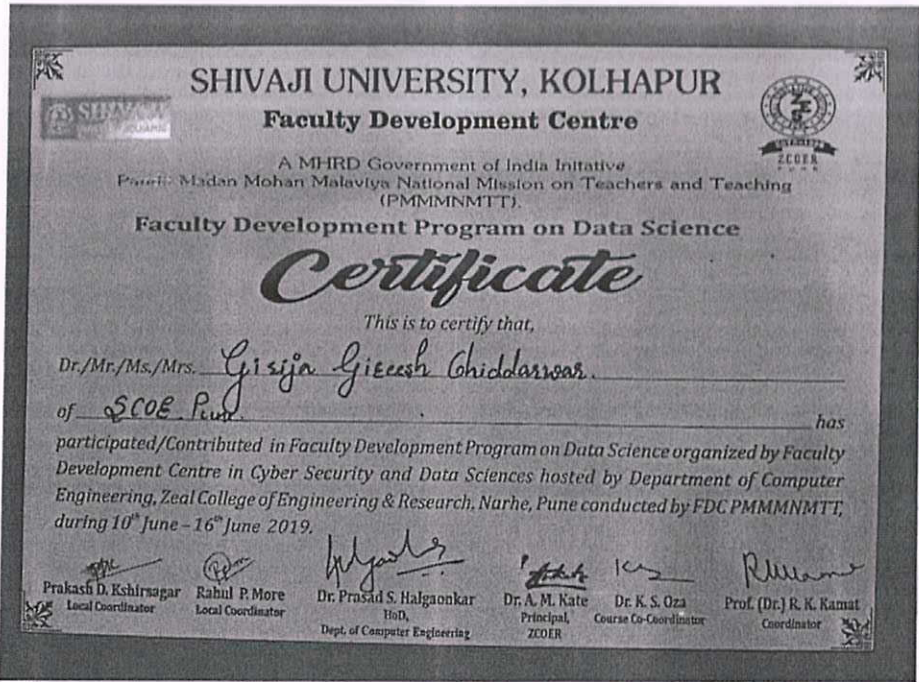 SHIVAJI UNIVERSITY, KOLHAPUR
Faculty Development Centre
ZCOER
A MHRD Government of India Initative
Madan Mohan Malaviya National Mission on Teachers and Teaching
(PMMMNMTT).
Faculty Development Program on Data Science
Certificate
This is to certify that,
Dr./Mr./Ms./Mrs. Girija Gireesh Chiddarwar.
of SCOE Pune. has
participated/Contributed in Faculty Development Program on Data Science organized by Faculty
Development Centre in Cyber Security and Data Sciences hosted by Department of Computer
Engineering, Zeal College of Engineering & Research, Narhe, Pune conducted by FDC PMMMNMTT,
during 10th June – 16th June 2019.
Prakash D. Kshirsagar
Local Coordinator
Rahul P. More
Local Coordinator
Dr. Prasad S. Halgaonkar
HoD,
Dept. of Computer Engineering
Dr. A. M. Kate
Principal,
ZCOER
Dr. K. S. Oza
Course Co-Coordinator
Prof. (Dr.) R. K. Kamat
Coordinator